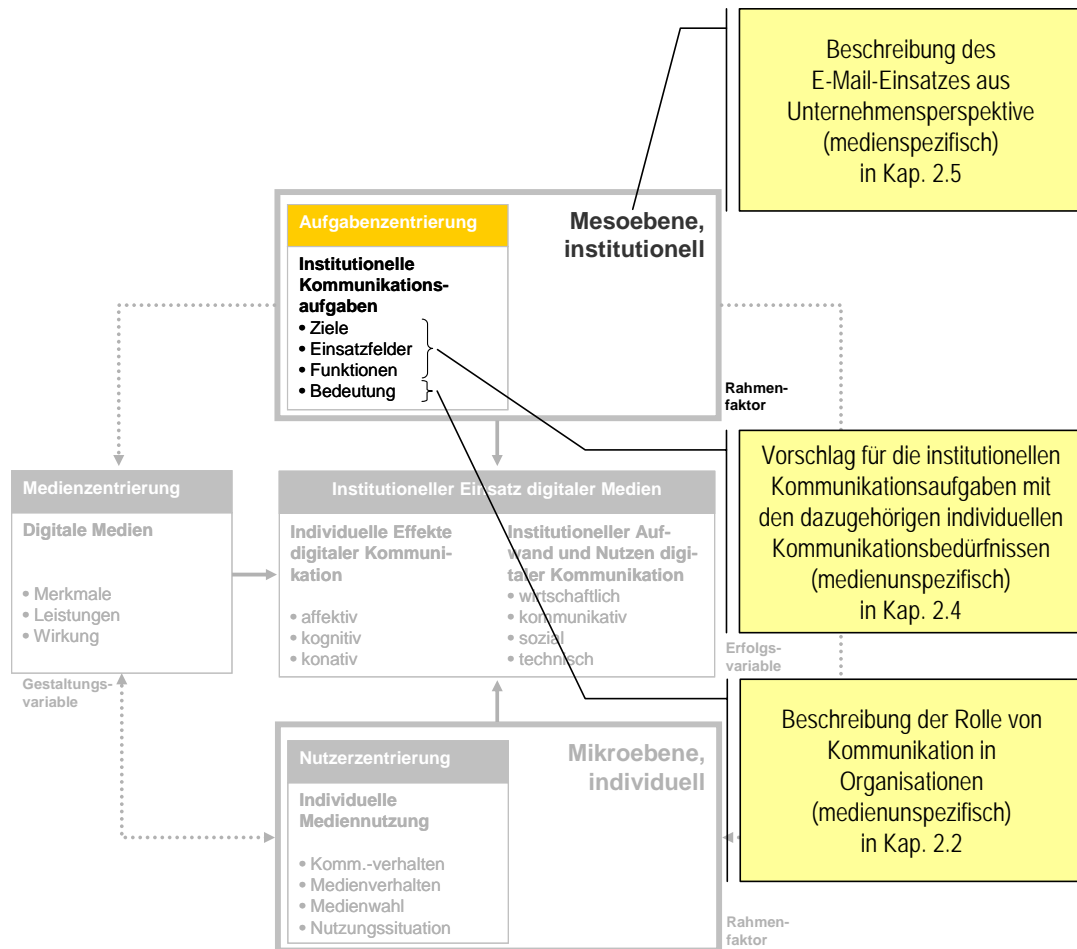 Beschreibung des
E-Mail-Einsatzes aus
Unternehmensperspektive
(medienspezifisch)
in Kap. 2.5
Aufgabenzentrierung
Mesoebene,
institutionell
Institutionelle
Kommunikations-
aufgaben
• Ziele
• Einsatzfelder
• Funktionen
• Bedeutung
Rahmen-
faktor
Vorschlag für die institutionellen
Kommunikationsaufgaben mit
den dazugehörigen individuellen
Kommunikationsbedürfnissen
(medienunspezifisch)
in Kap. 2.4
Medienzentrierung
Digitale Medien
• Merkmale
• Leistungen
• Wirkung
Gestaltungs-
variable
Institutioneller Einsatz digitaler Medien
Individuelle Effekte
digitaler Kommuni-
kation
• affektiv
• kognitiv
• konativ
Institutioneller Auf-
wand und Nutzen digi-
taler Kommunikation
• wirtschaftlich
• kommunikativ
• sozial
• technisch
Erfolgs-
variable
Beschreibung der Rolle von
Kommunikation in
Organisationen
(medienunspezifisch)
in Kap. 2.2
Nutzerzentrierung
Mikroebene,
individuell
Individuelle
Mediennutzung
• Komm.-verhalten
• Medienverhalten
• Medienwahl
• Nutzungssituation
Rahmen-
faktor